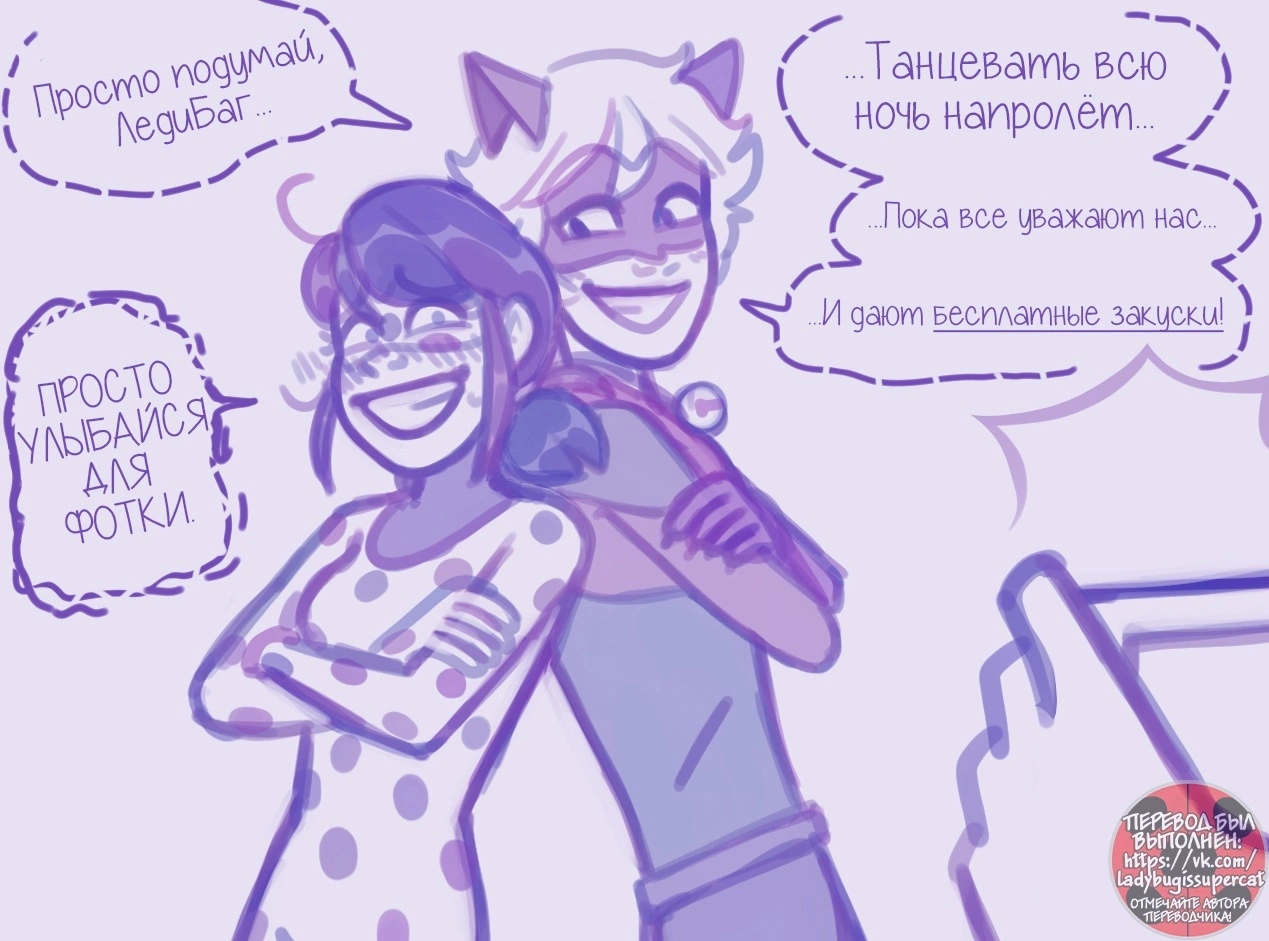 Просто подумай,
ЛедиБаг...
...Танцевать всю
ночь напролёт...
...Пока все уважают нас...
...И дают бесплатные закуски!
ПРОСТО
УЛЫБАЙСЯ
ДЛЯ
ФОТКИ.
ПЕРЕВОД БЫЛ
ВЫПОЛНЕН:
https://vk.com/
ladybugissupercat
ОТМЕЧАЙТЕ АВТОРА
ПЕРЕВОДЧИКА!